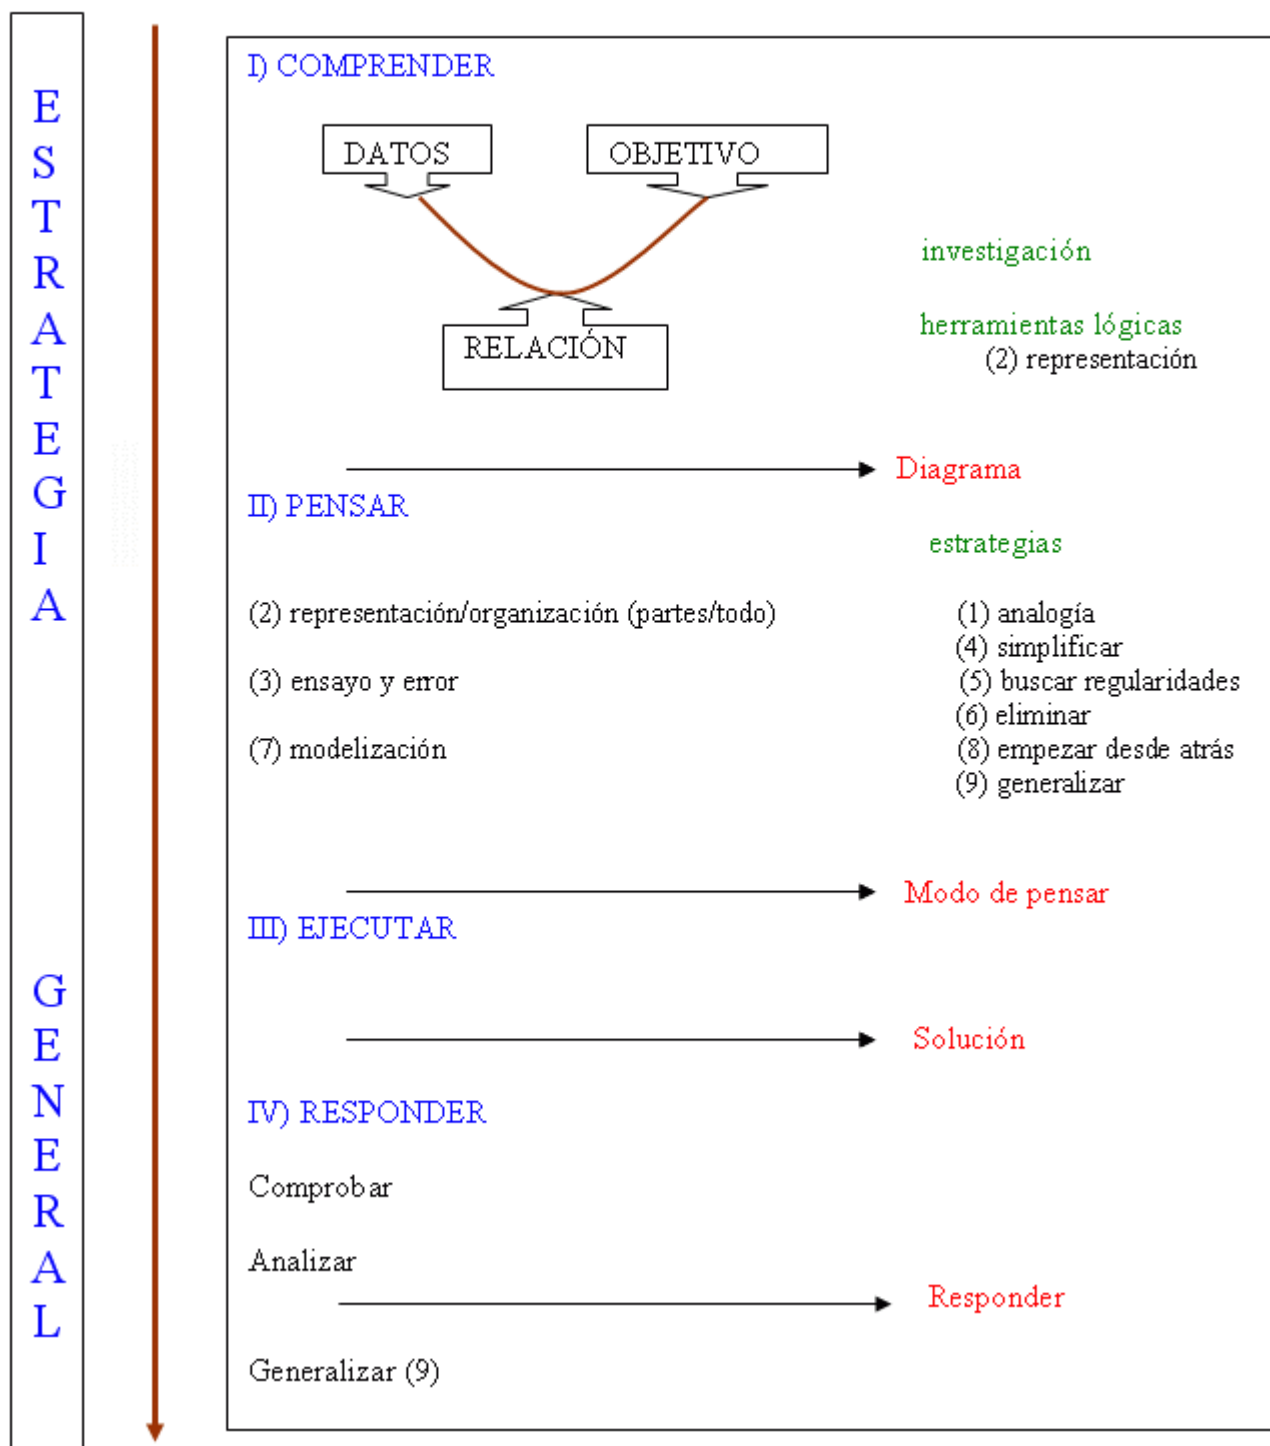 ESTRATEGIA
GENERAL
I) COMPRENDER
DATOS
OBJETIVO
RELACIÓN
investigación
herramientas lógicas
(2) representación
Diagrama
II) PENSAR
estrategias
(2) representación/organización (partes/todo)
(3) ensayo y error
(7) modelización
(1) analogía
(4) simplificar
(5) buscar regularidades
(6) eliminar
(8) empezar desde atrás
(9) generalizar
Modo de pensar
III) EJECUTAR
Solución
IV) RESPONDER
Comprobar
Analizar
Responder
Generalizar (9)